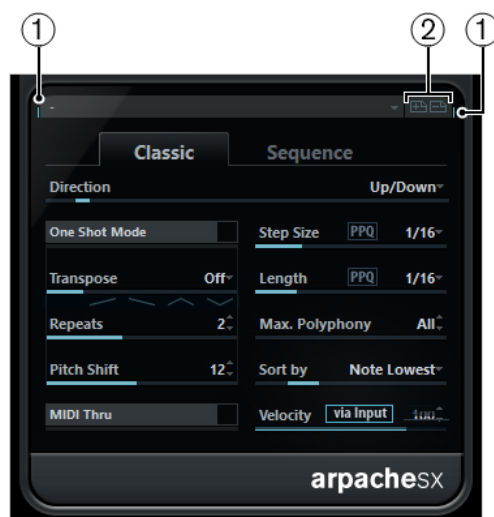 ① ② ①
-
Classic Sequence
Direction Up/Down
One Shot Mode Step Size PPQ 1/16
Transpose Off Length PPQ 1/16
Repeats 2 Max. Polyphony All
Pitch Shift 12 Sort by Note Lowest
MIDI Thru Velocity via Input 100
arpachesx